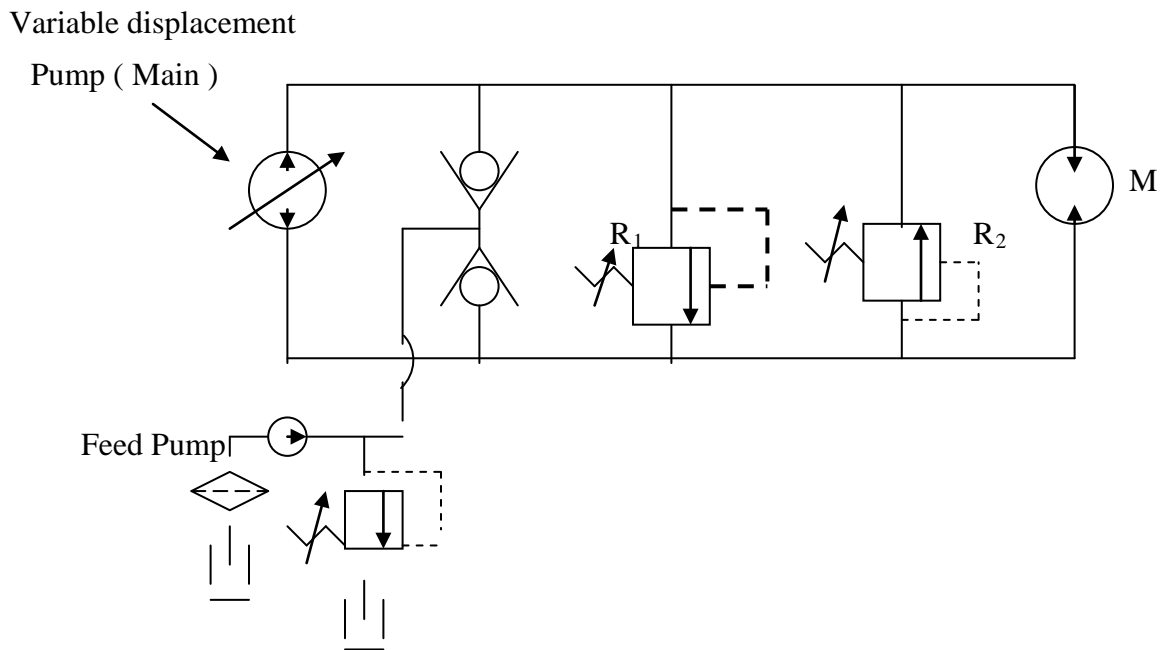 Variable displacement
Pump ( Main )
M
R₁
R₂
Feed Pump